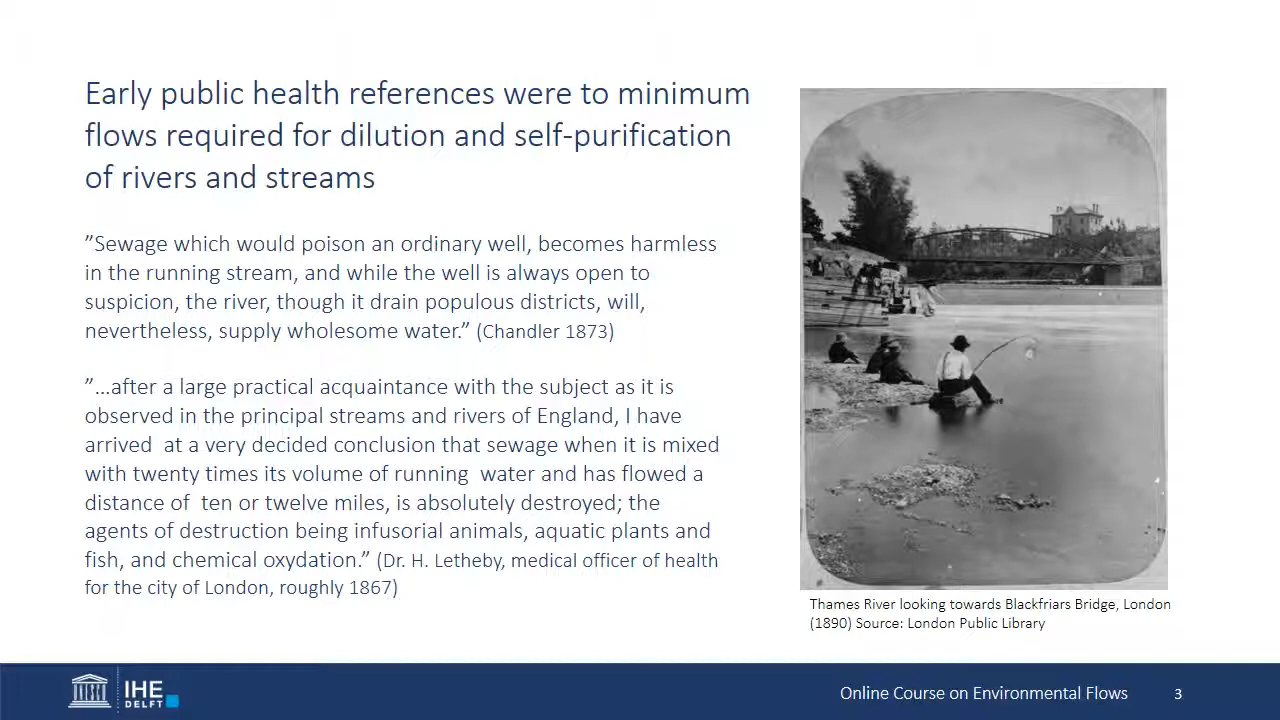 Early public health references were to minimum
flows required for dilution and self-purification
of rivers and streams
”Sewage which would poison an ordinary well, becomes harmless
in the running stream, and while the well is always open to
suspicion, the river, though it drain populous districts, will,
nevertheless, supply wholesome water.” (Chandler 1873)
”...after a large practical acquaintance with the subject as it is
observed in the principal streams and rivers of England, I have
arrived at a very decided conclusion that sewage when it is mixed
with twenty times its volume of running water and has flowed a
distance of ten or twelve miles, is absolutely destroyed; the
agents of destruction being infusorial animals, aquatic plants and
fish, and chemical oxydation.” (Dr. H. Letheby, medical officer of health
for the city of London, roughly 1867)
Thames River looking towards Blackfriars Bridge, London
(1890) Source: London Public Library
IHE
DELFT
Online Course on Environmental Flows 3